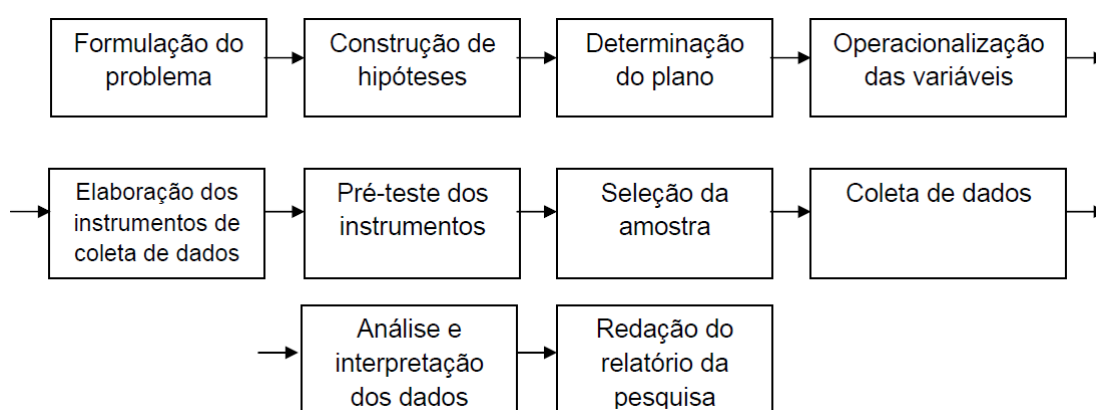 Formulação do
problema
Construção de
hipóteses
Determinação
do plano
Operacionalização
das variáveis
Elaboração dos
instrumentos de
coleta de dados
Pré-teste dos
instrumentos
Seleção da
amostra
Coleta de dados
Análise e
interpretação
dos dados
Redação do
relatório da
pesquisa